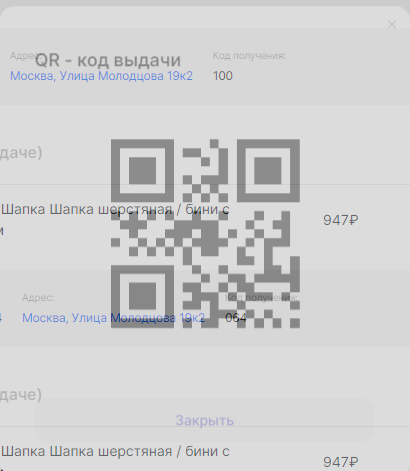 ×
Адрес:
QR - код выдачи
Код получения:
Москва, Улица Молодцова 19к2
100
даче)
Шапка Шапка шерстяная / бини с
947₽
и
Адрес:
Код получения:
Москва, Улица Молодцова 19к2
064
даче)
Закрыть
Шапка Шапка шерстяная / бини с
947₽